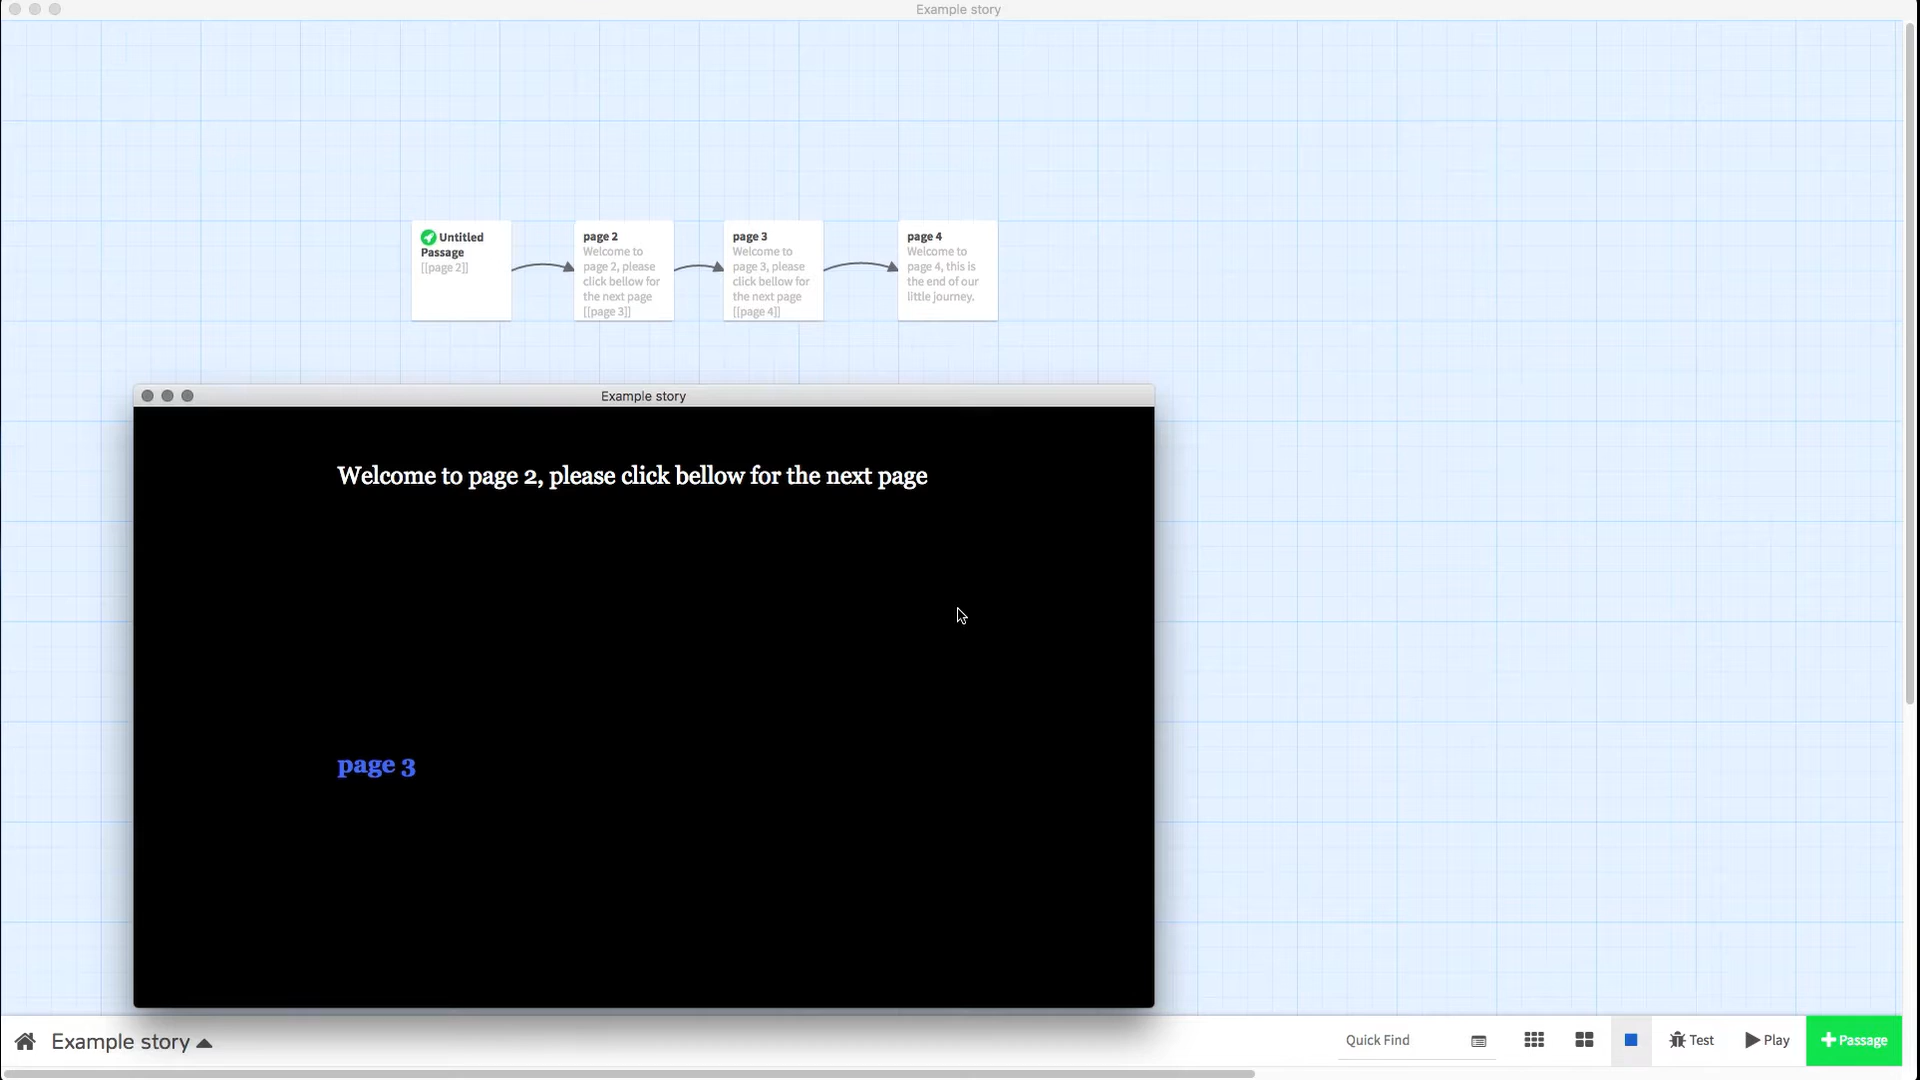 Example story
Untitled
Passage
[[page 2]]
page 2
Welcome to
page 2, please
click bellow for
the next page
[[page 3]]
page 3
Welcome to
page 3, please
click bellow for
the next page
[[page 4]]
page 4
Welcome to
page 4, this is
the end of our
little journey.
Example story
Welcome to page 2, please click bellow for the next page
page 3
Example story
Quick Find
Test
Play
Passage